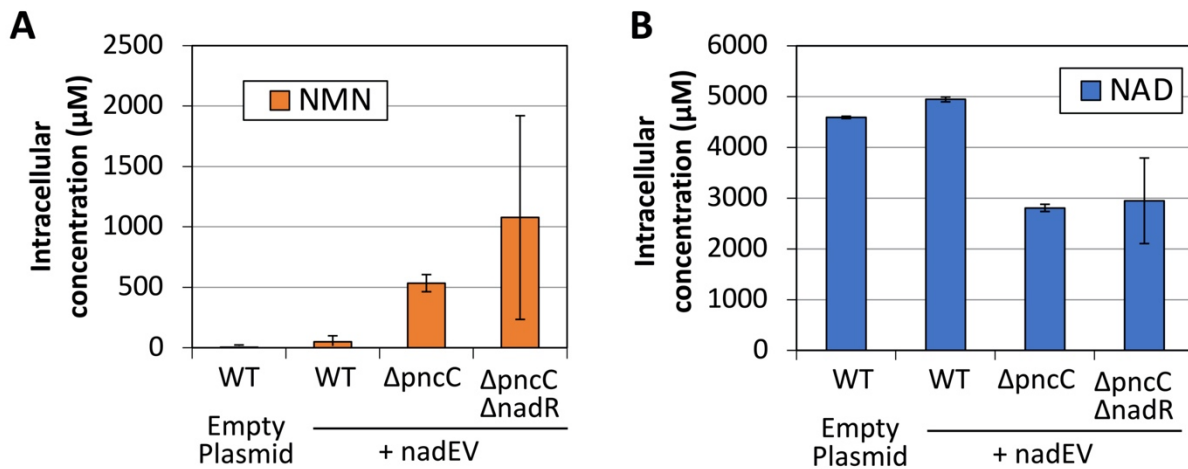 A
Intracellular
concentration (µM)
2500
2000
1500
1000
500
0
NMN
WT
WT
ΔpncC
ΔpncC
ΔnadR
Empty
Plasmid
+ nadEV
B
Intracellular
concentration (µM)
6000
5000
4000
3000
2000
1000
0
NAD
WT
WT
ΔpncC
ΔpncC
ΔnadR
Empty
Plasmid
+ nadEV